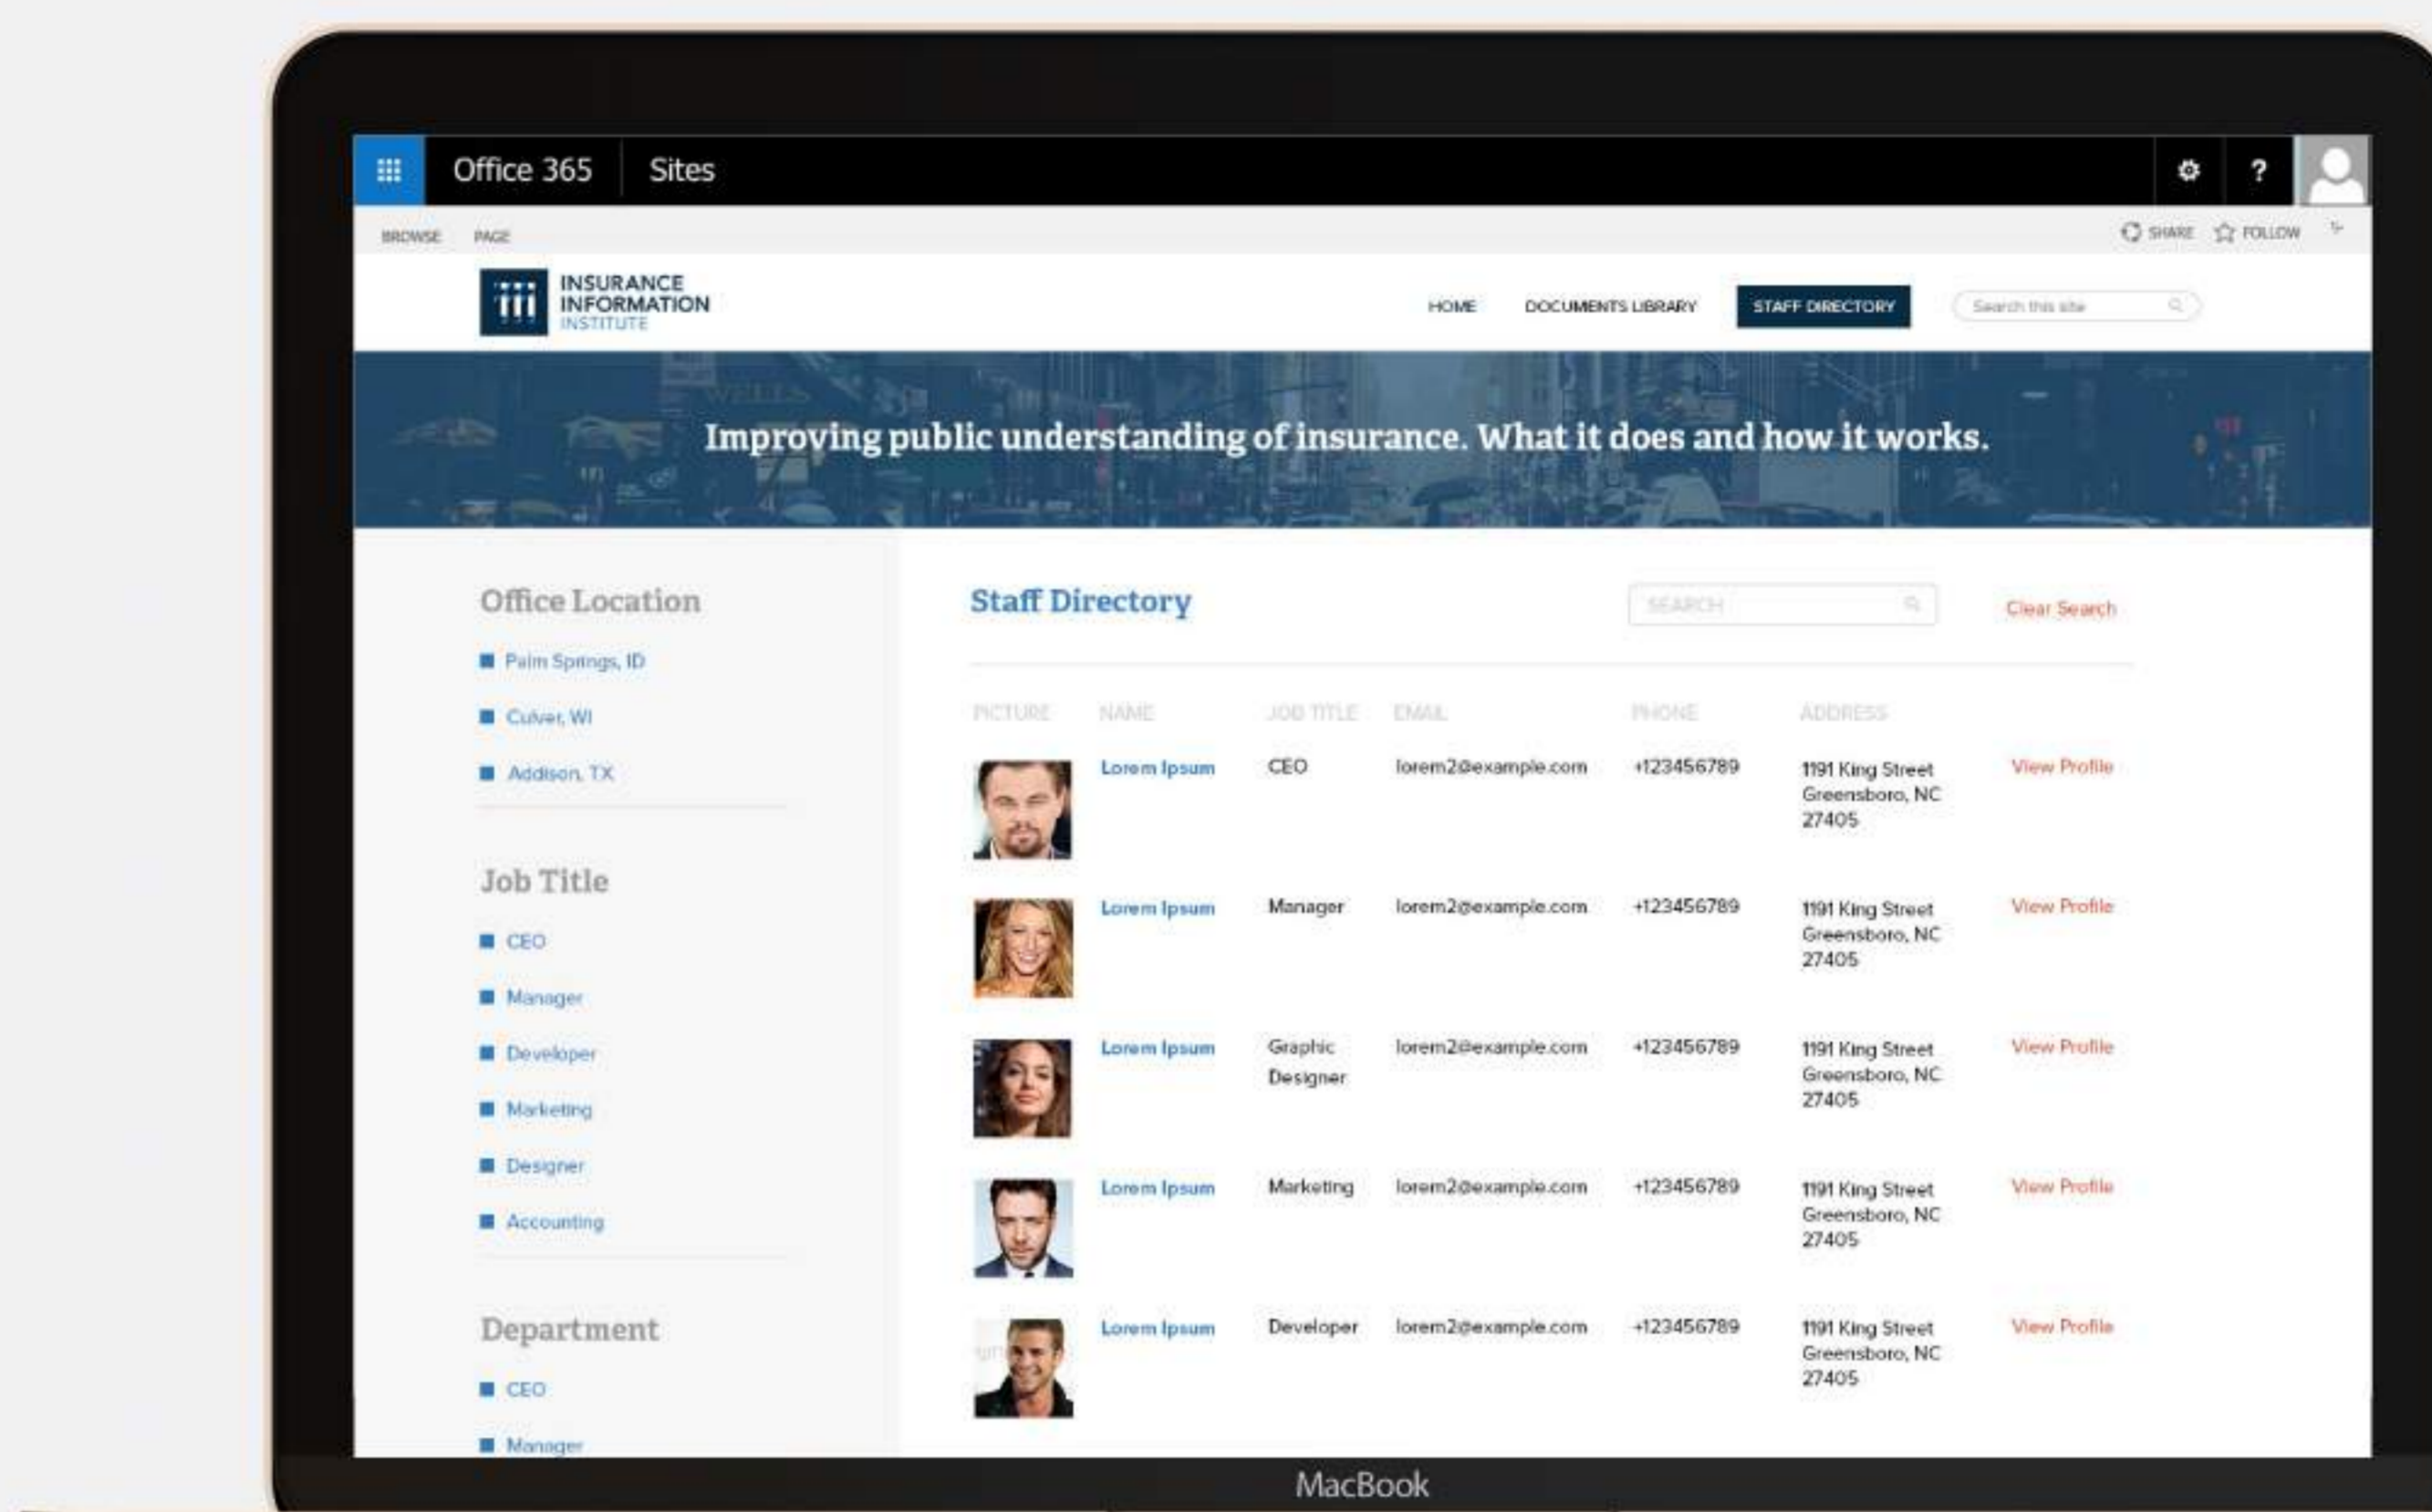 Office 365 Sites ?
BROWSE PAGE SHARE FOLLOW
INSURANCE
INFORMATION
INSTITUTE
HOME DOCUMENTS LIBRARY STAFF DIRECTORY Search this site
Improving public understanding of insurance. What it does and how it works.
Office Location
Palm Springs, ID
Culver, WI
Addison, TX
Job Title
CEO
Manager
Developer
Marketing
Designer
Accounting
Department
CEO
Manager
Staff Directory SEARCH Clear Search
PICTURE NAME JOB TITLE EMAIL PHONE ADDRESS
Lorem Ipsum CEO lorem2@example.com +123456789 1191 King Street View Profile
Greensboro, NC
27405
Lorem Ipsum Manager lorem2@example.com +123456789 1191 King Street View Profile
Greensboro, NC
27405
Lorem Ipsum Graphic lorem2@example.com +123456789 1191 King Street View Profile
Designer Greensboro, NC
27405
Lorem Ipsum Marketing lorem2@example.com +123456789 1191 King Street View Profile
Greensboro, NC
27405
Lorem Ipsum Developer lorem2@example.com +123456789 1191 King Street View Profile
Greensboro, NC
27405
MacBook